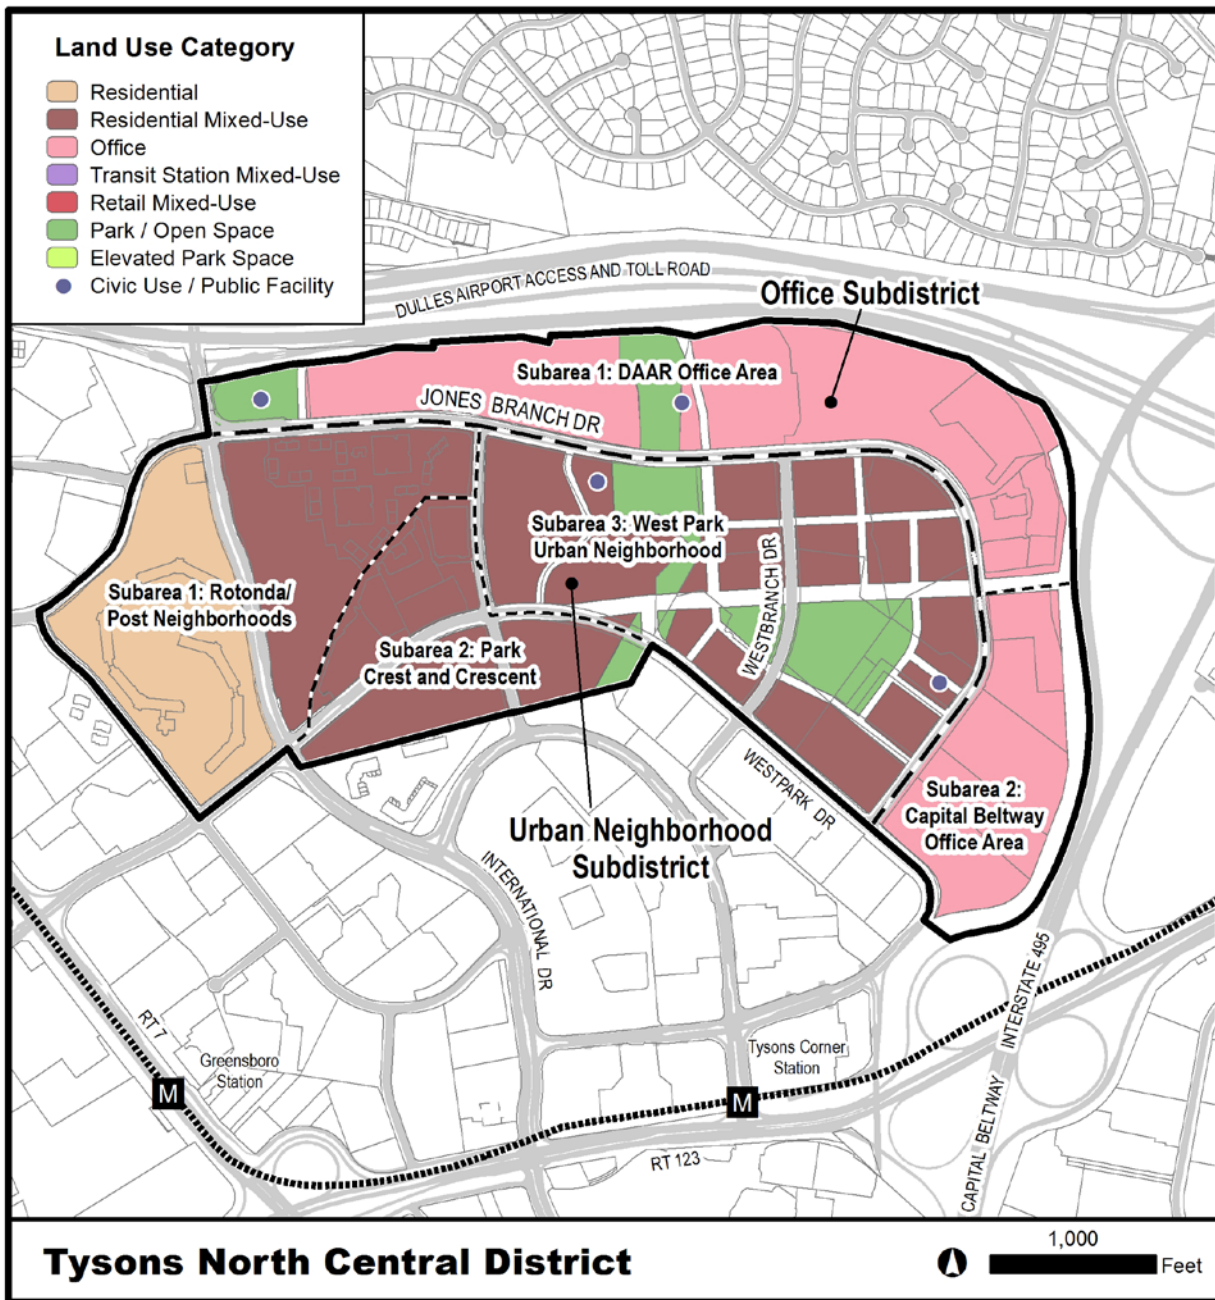 Land Use Category
Residential
Residential Mixed-Use
Office
Transit Station Mixed-Use
Retail Mixed-Use
Park / Open Space
Elevated Park Space
Civic Use / Public Facility
DULLES AIRPORT ACCESS AND TOLL ROAD
Office Subdistrict
Subarea 1: DAAR Office Area
JONES BRANCH DR
Subarea 3: West Park
Urban Neighborhood
WESTBRANCH DR
Subarea 1: Rotonda/
Post Neighborhoods
Subarea 2: Park
Crest and Crescent
WESTPARK DR
Subarea 2:
Capital Beltway
Office Area
Urban Neighborhood
Subdistrict
INTERNATIONAL DR
RT 7
Greensboro
Station
M
Tysons Corner
Station
M
RT 123
CAPITAL BELTWAY
INTERSTATE 495
Tysons North Central District
1,000
Feet